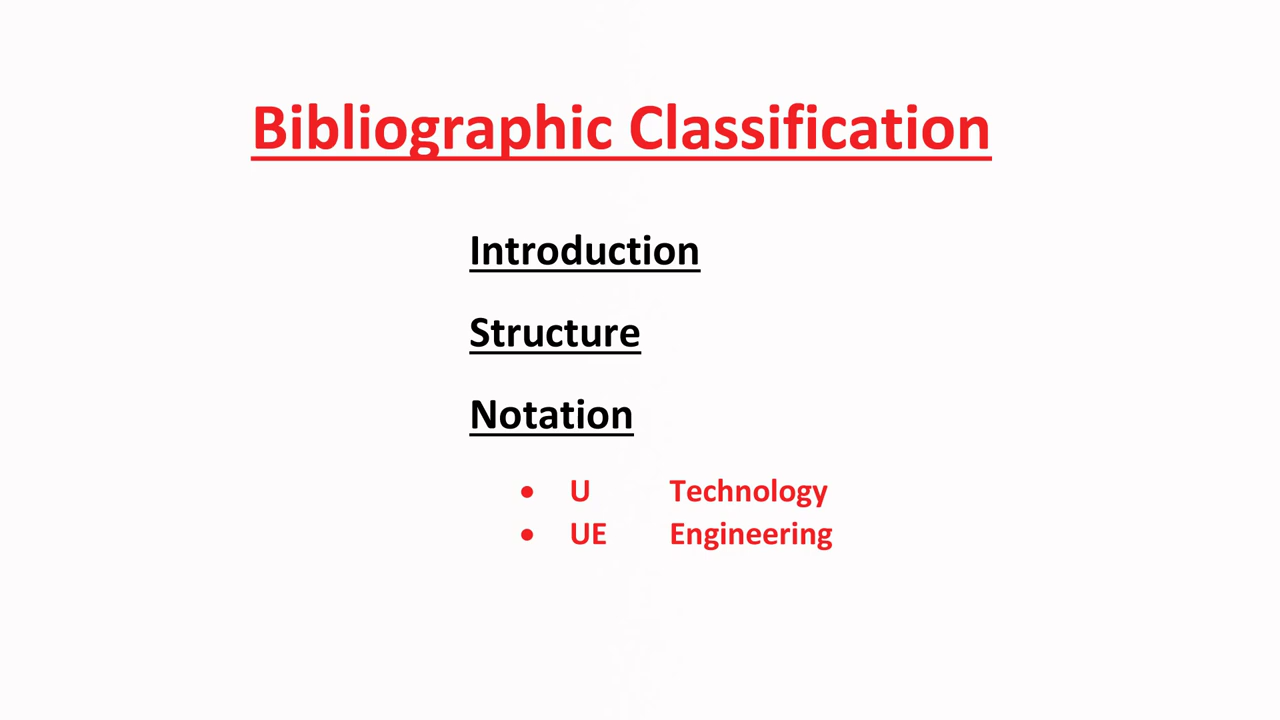 Bibliographic Classification
Introduction
Structure
Notation
• U Technology
• UE Engineering